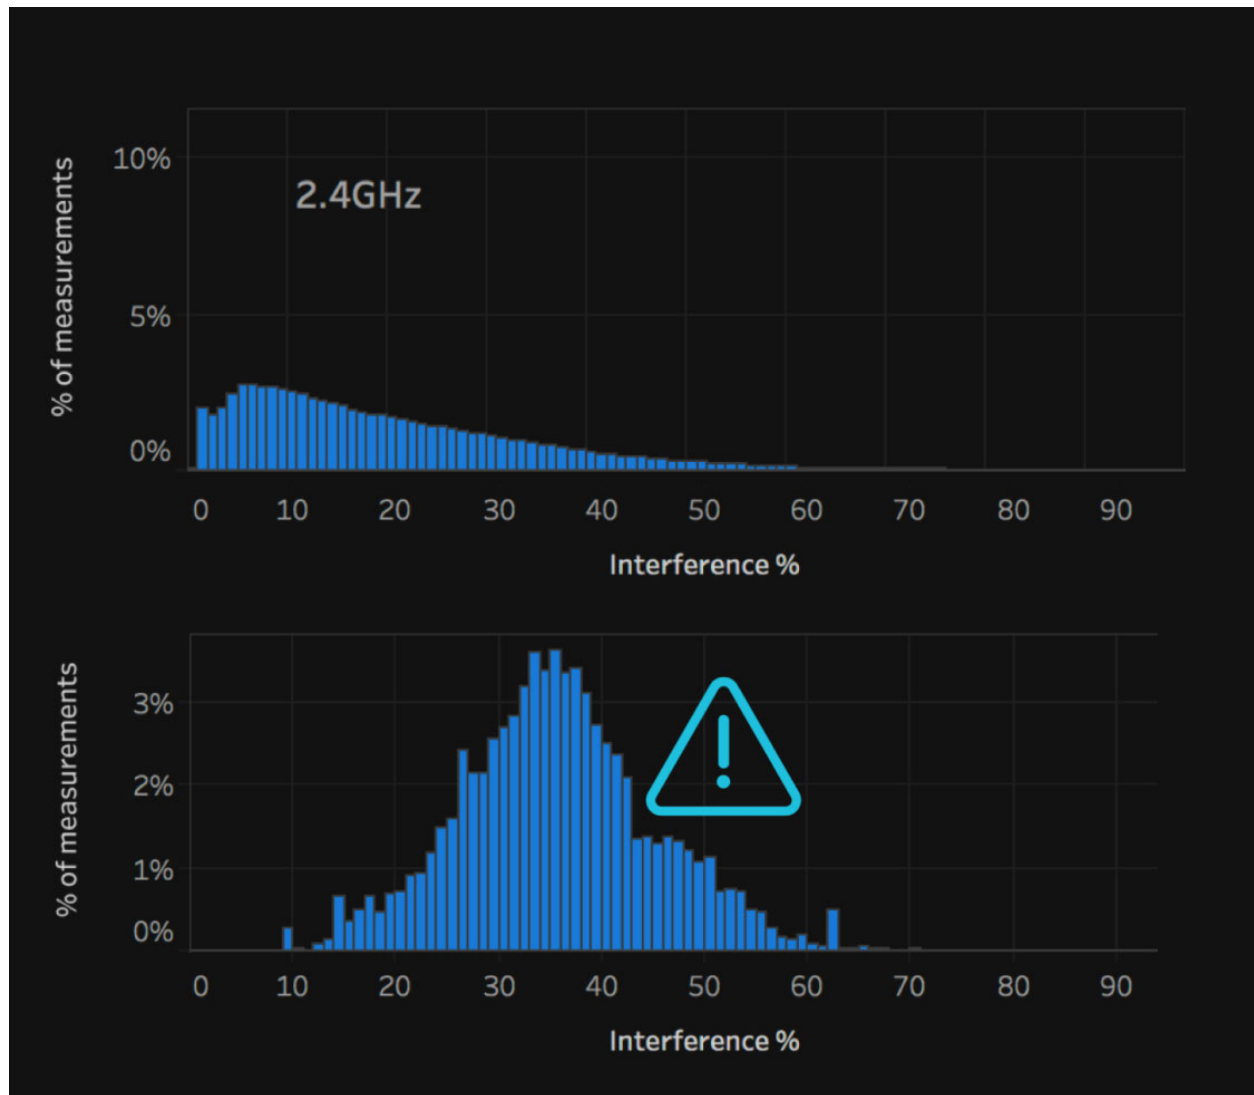 10%
2.4GHz
5%
0%
% of measurements
0 10 20 30 40 50 60 70 80 90
Interference %
3%
2%
1%
0%
% of measurements
0 10 20 30 40 50 60 70 80 90
Interference %